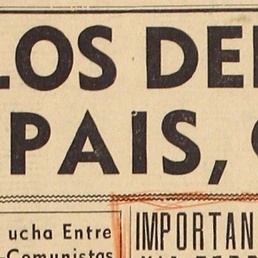 LOS DE
PAIS,
ucha Entre
Comunistas
IMPORTAN